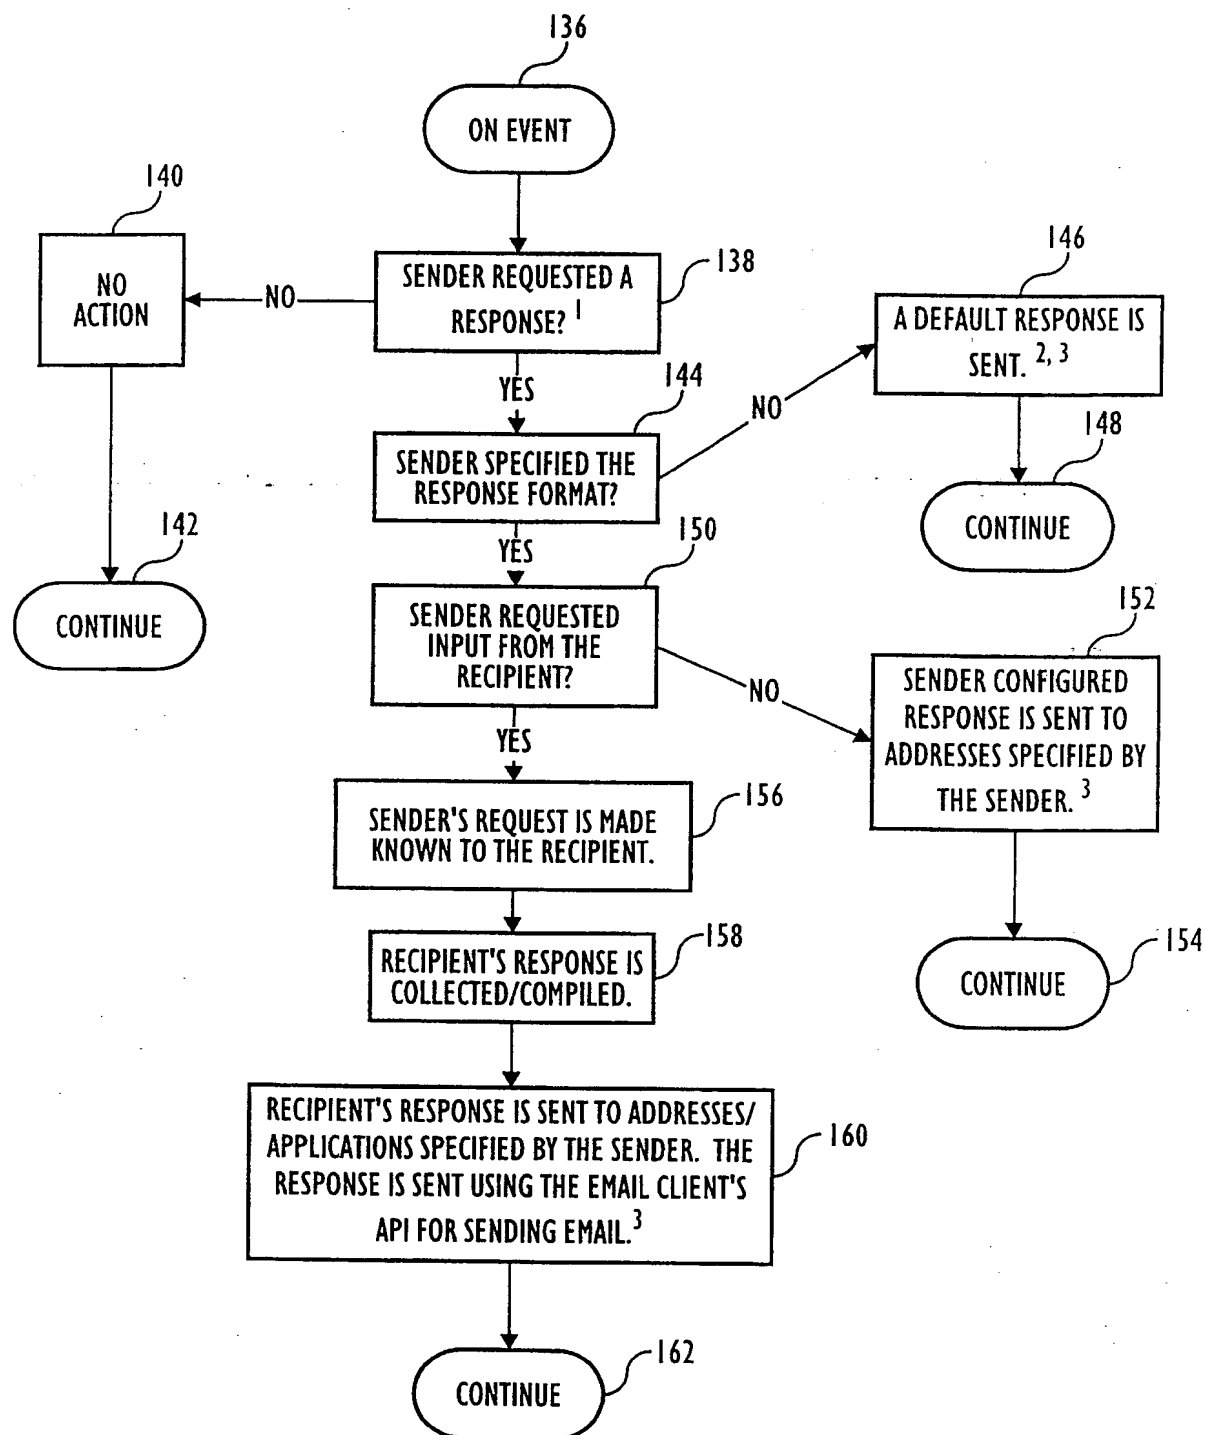 136
ON EVENT
140
NO
ACTION
NO
SENDER REQUESTED A
RESPONSE? 1
138
146
A DEFAULT RESPONSE IS
SENT. 2, 3
YES
144
NO
SENDER SPECIFIED THE
RESPONSE FORMAT?
148
CONTINUE
142
CONTINUE
YES
150
SENDER REQUESTED
INPUT FROM THE
RECIPIENT?
NO
152
SENDER CONFIGURED
RESPONSE IS SENT TO
ADDRESSES SPECIFIED BY
THE SENDER. 3
YES
156
SENDER'S REQUEST IS MADE
KNOWN TO THE RECIPIENT.
158
RECIPIENT'S RESPONSE IS
COLLECTED/COMPILED.
154
CONTINUE
RECIPIENT'S RESPONSE IS SENT TO ADDRESSES/
APPLICATIONS SPECIFIED BY THE SENDER. THE
RESPONSE IS SENT USING THE EMAIL CLIENT'S
API FOR SENDING EMAIL.3
160
162
CONTINUE